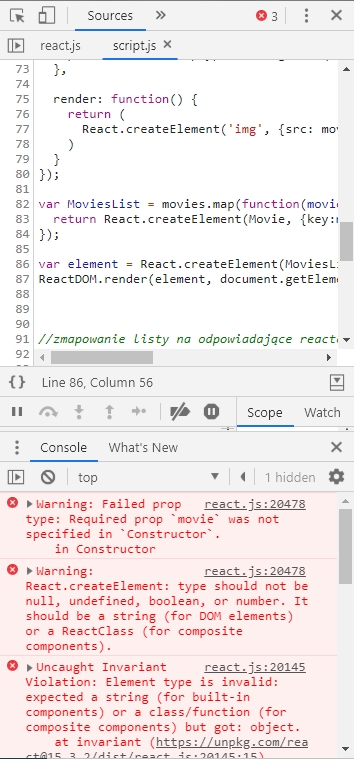 Sources
3
react.js
script.js
73
},
74
75 render: function() {
76 return (
77 React.createElement('img', {src: mov
78 )
79 }
80 });
81
82 var MoviesList = movies.map(function(movi
83 return React.createElement(Movie, {key:
84 });
85
86 var element = React.createElement(MoviesL
87 ReactDOM.render(element, document.getElem
88
89
90
91 //zmapowanie listy na odpowiadające
92
{} Line 86, Column 56
Scope Watch
Console What's New
top 1 hidden
Warning: Failed prop react.js:20478
type: Required prop `movie` was not
specified in `Constructor`.
in Constructor
Warning: react.js:20478
React.createElement: type should not be
null, undefined, boolean, or number. It
should be a string (for DOM elements)
or a ReactClass (for composite
components).
Uncaught Invariant react.js:20145
Violation: Element type is invalid:
expected a string (for built-in
components) or a class/function (for
composite components) but got: object.
at invariant (https://unpkg.com/rea
ct@15.3.2/dist/react.js:20145:15)